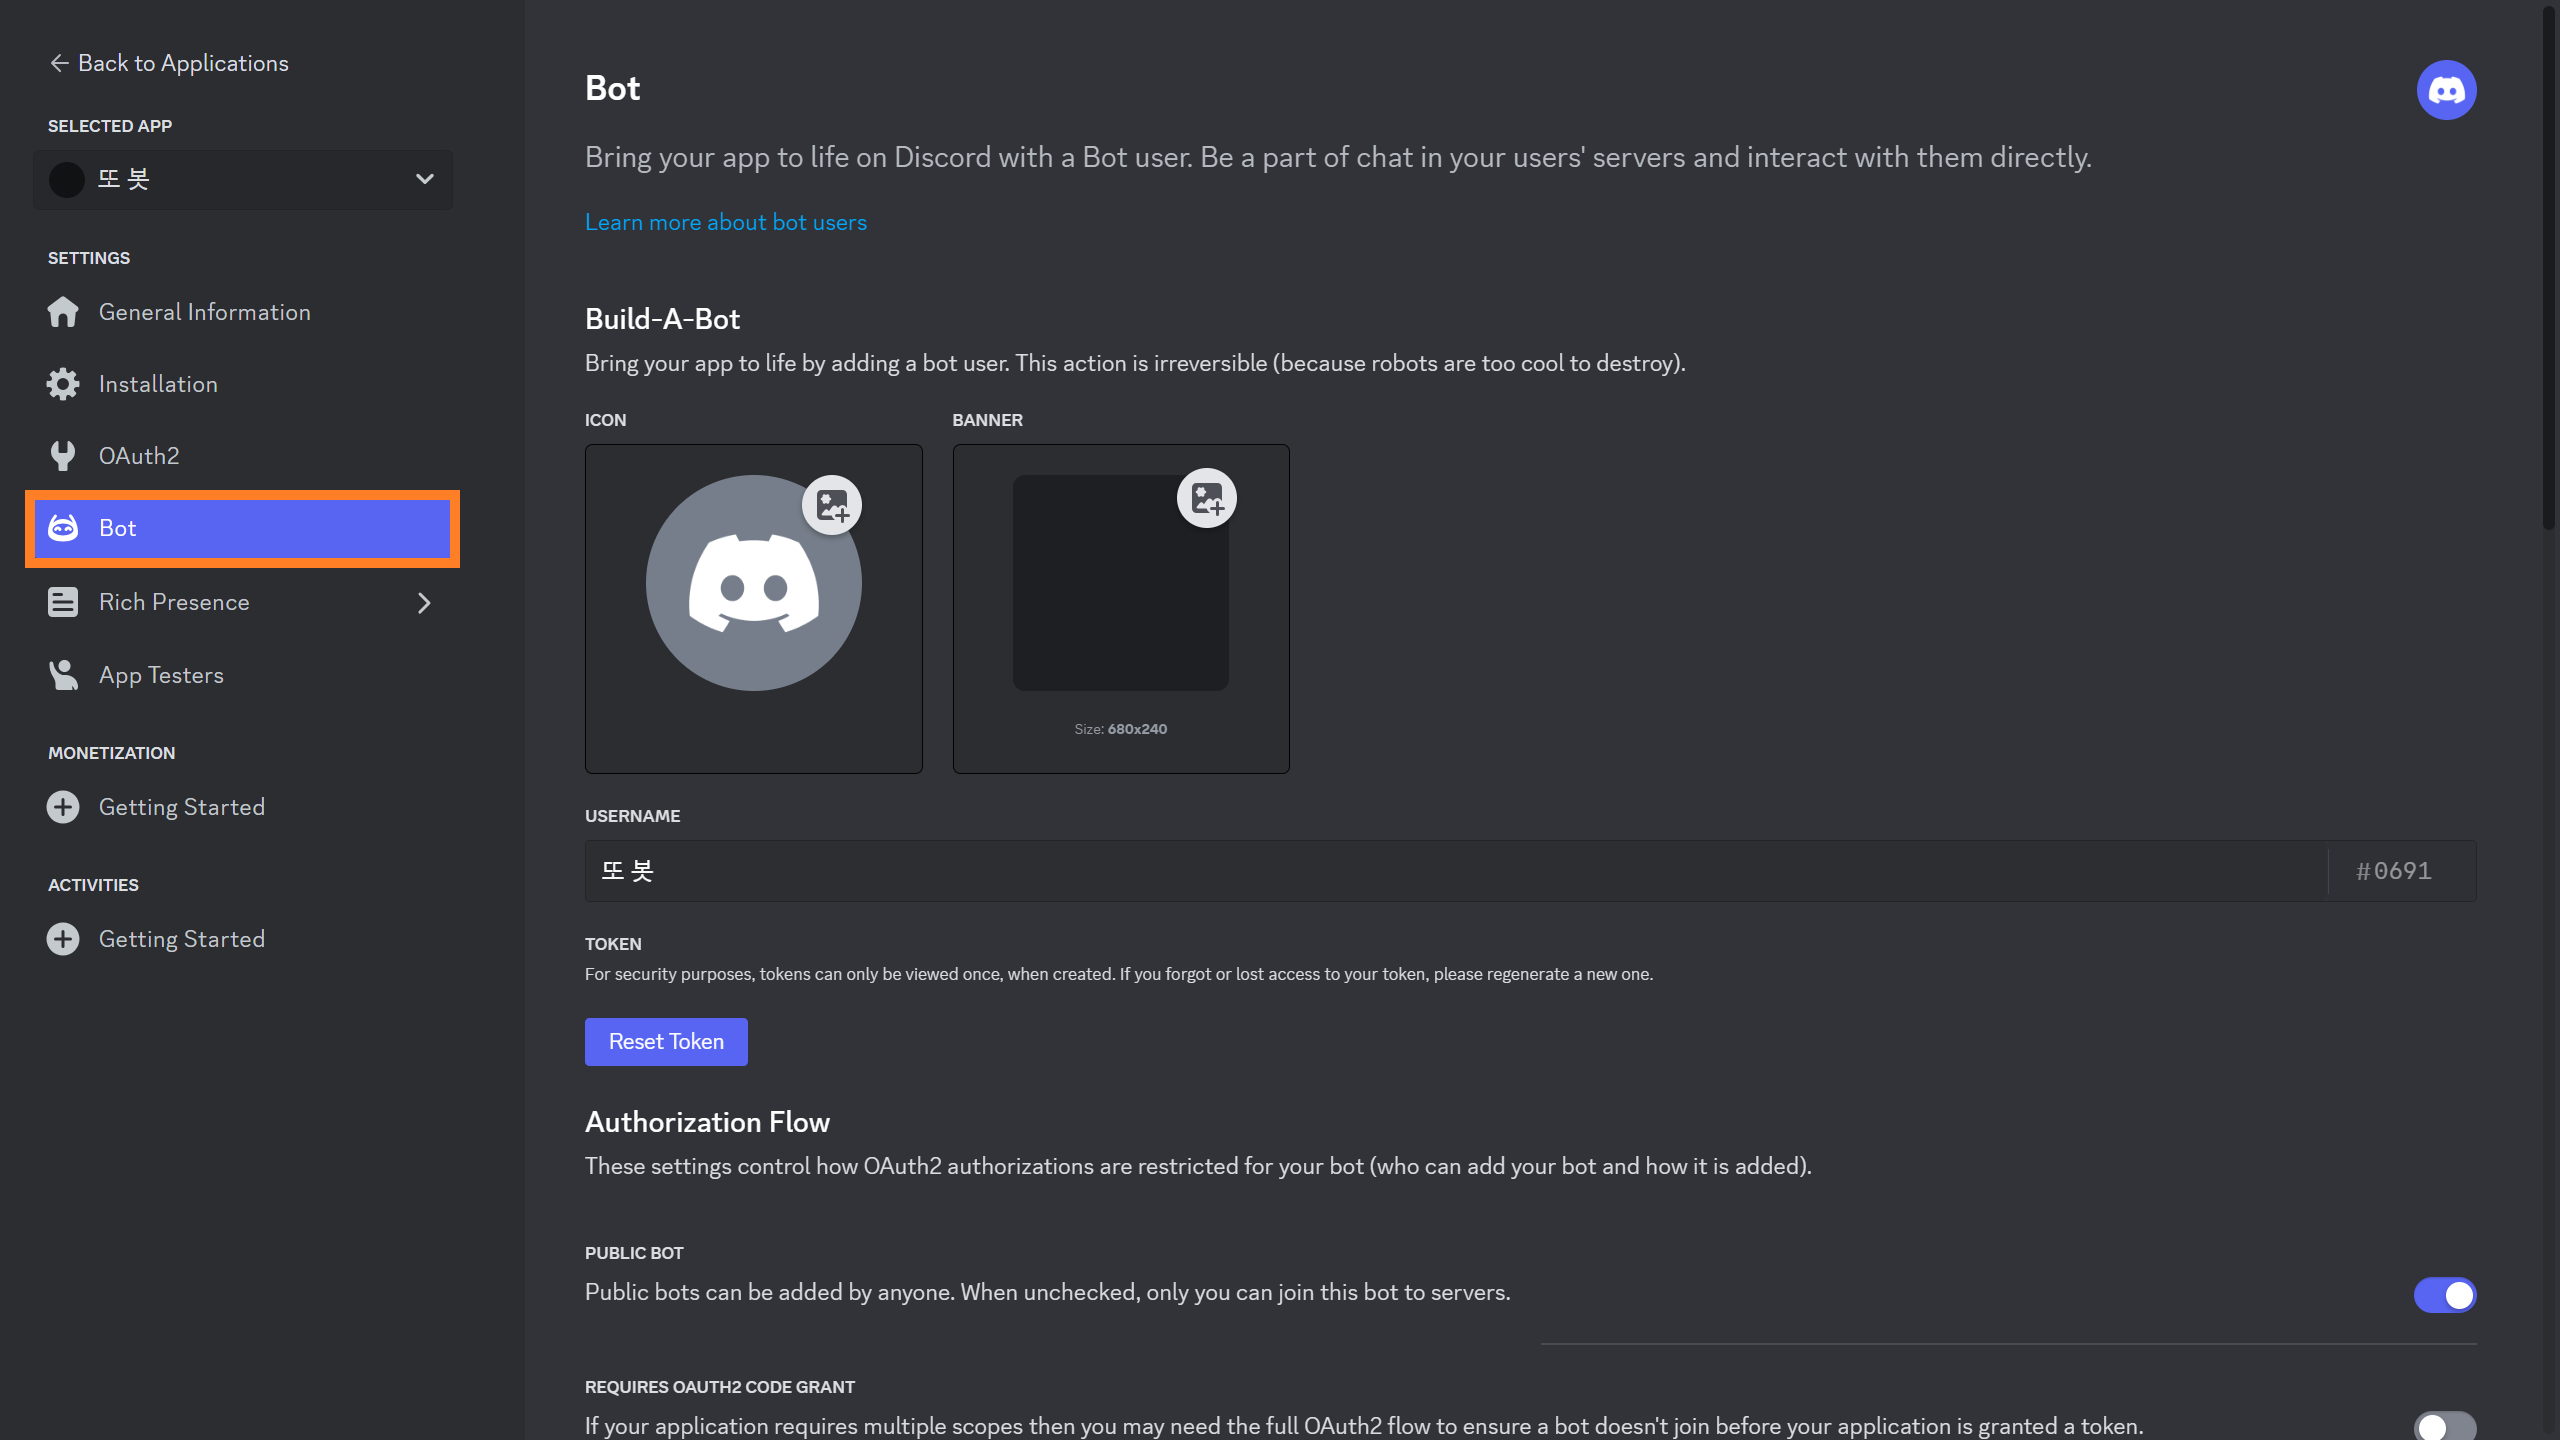 Back to Applications
SELECTED APP
또 봇
SETTINGS
General Information
Installation
OAuth2
Bot
Rich Presence
App Testers
MONETIZATION
Getting Started
ACTIVITIES
Getting Started
Bot
Bring your app to life on Discord with a Bot user. Be a part of chat in your users' servers and interact with them directly.
Learn more about bot users
Build-A-Bot
Bring your app to life by adding a bot user. This action is irreversible (because robots are too cool to destroy).
ICON
BANNER
Size: 680x240
USERNAME
또 봇
#0691
TOKEN
For security purposes, tokens can only be viewed once, when created. If you forgot or lost access to your token, please regenerate a new one.
Reset Token
Authorization Flow
These settings control how OAuth2 authorizations are restricted for your bot (who can add your bot and how it is added).
PUBLIC BOT
Public bots can be added by anyone. When unchecked, only you can join this bot to servers.
REQUIRES OAUTH2 CODE GRANT
If your application requires multiple scopes then you may need the full OAuth2 flow to ensure a bot doesn't join before your application is granted a token.